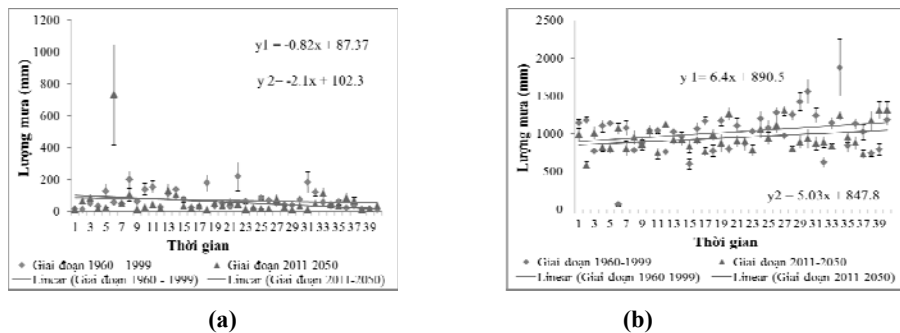 1200
1000
800
600
400
200
0
Lượng mưa (mm)
y1 = -0.82x + 87.37
y2= -2.1x + 102.3
1 3 5 7 9 11 13 15 17 19 21 23 25 27 29 31 33 35 37 39
Thời gian
Giai đoạn 1960 1999
Giai đoạn 2011 2050
Linear (Giai đoạn 1960 - 1999)
Linear (Giai đoạn 2011-2050)
(a)
2500
2000
1500
1000
500
0
Lượng mưa (mm)
y 1= 6.4x + 890.5
y2 = 5.03x + 847.8
1 3 5 7 9 11 13 15 17 19 21 23 25 27 29 31 33 35 37 39
Thời gian
Giai đoạn 1960-1999
Giai đoạn 2011-2050
Linear (Giai đoạn 1960 1999)
Linear (Giai đoạn 2011 2050)
(b)